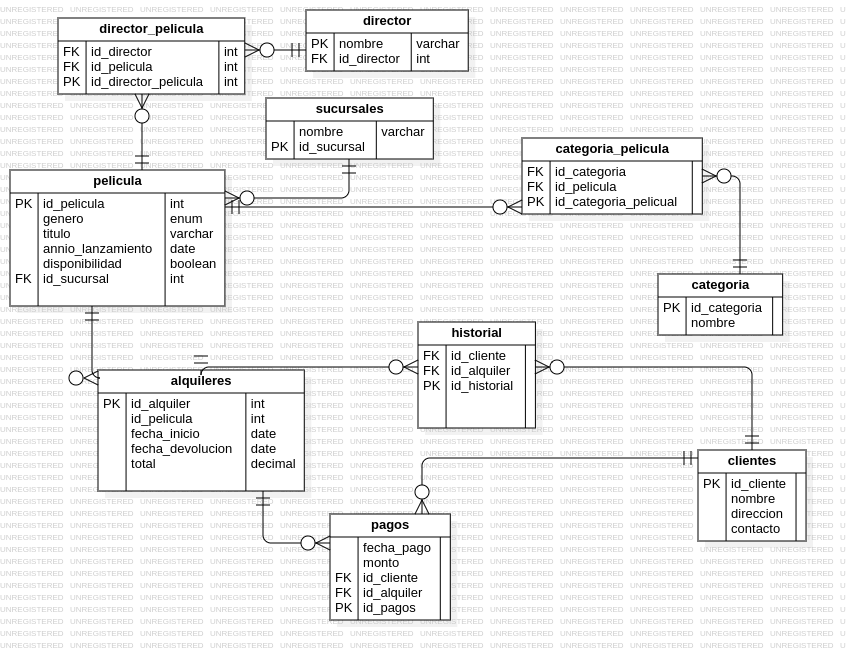 director_pelicula
FK id_director int
FK id_pelicula int
PK id_director_pelicula int
director
PK nombre varchar
FK id_director int
sucursales
nombre varchar
PK id_sucursal
categoria_pelicula
FK id_categoria
FK id_pelicula
PK id_categoria_pelicual
pelicula
PK id_pelicula int
genero enum
titulo varchar
annio_lanzamiento date
disponibilidad boolean
FK id_sucursal int
categoria
PK id_categoria
nombre
historial
FK id_cliente
FK id_alquiler
PK id_historial
alquileres
PK id_alquiler int
id_pelicula int
fecha_inicio date
fecha_devolucion date
total decimal
clientes
PK id_cliente
nombre
direccion
contacto
pagos
fecha_pago
monto
FK id_cliente
FK id_alquiler
PK id_pagos
UNREGISTERED